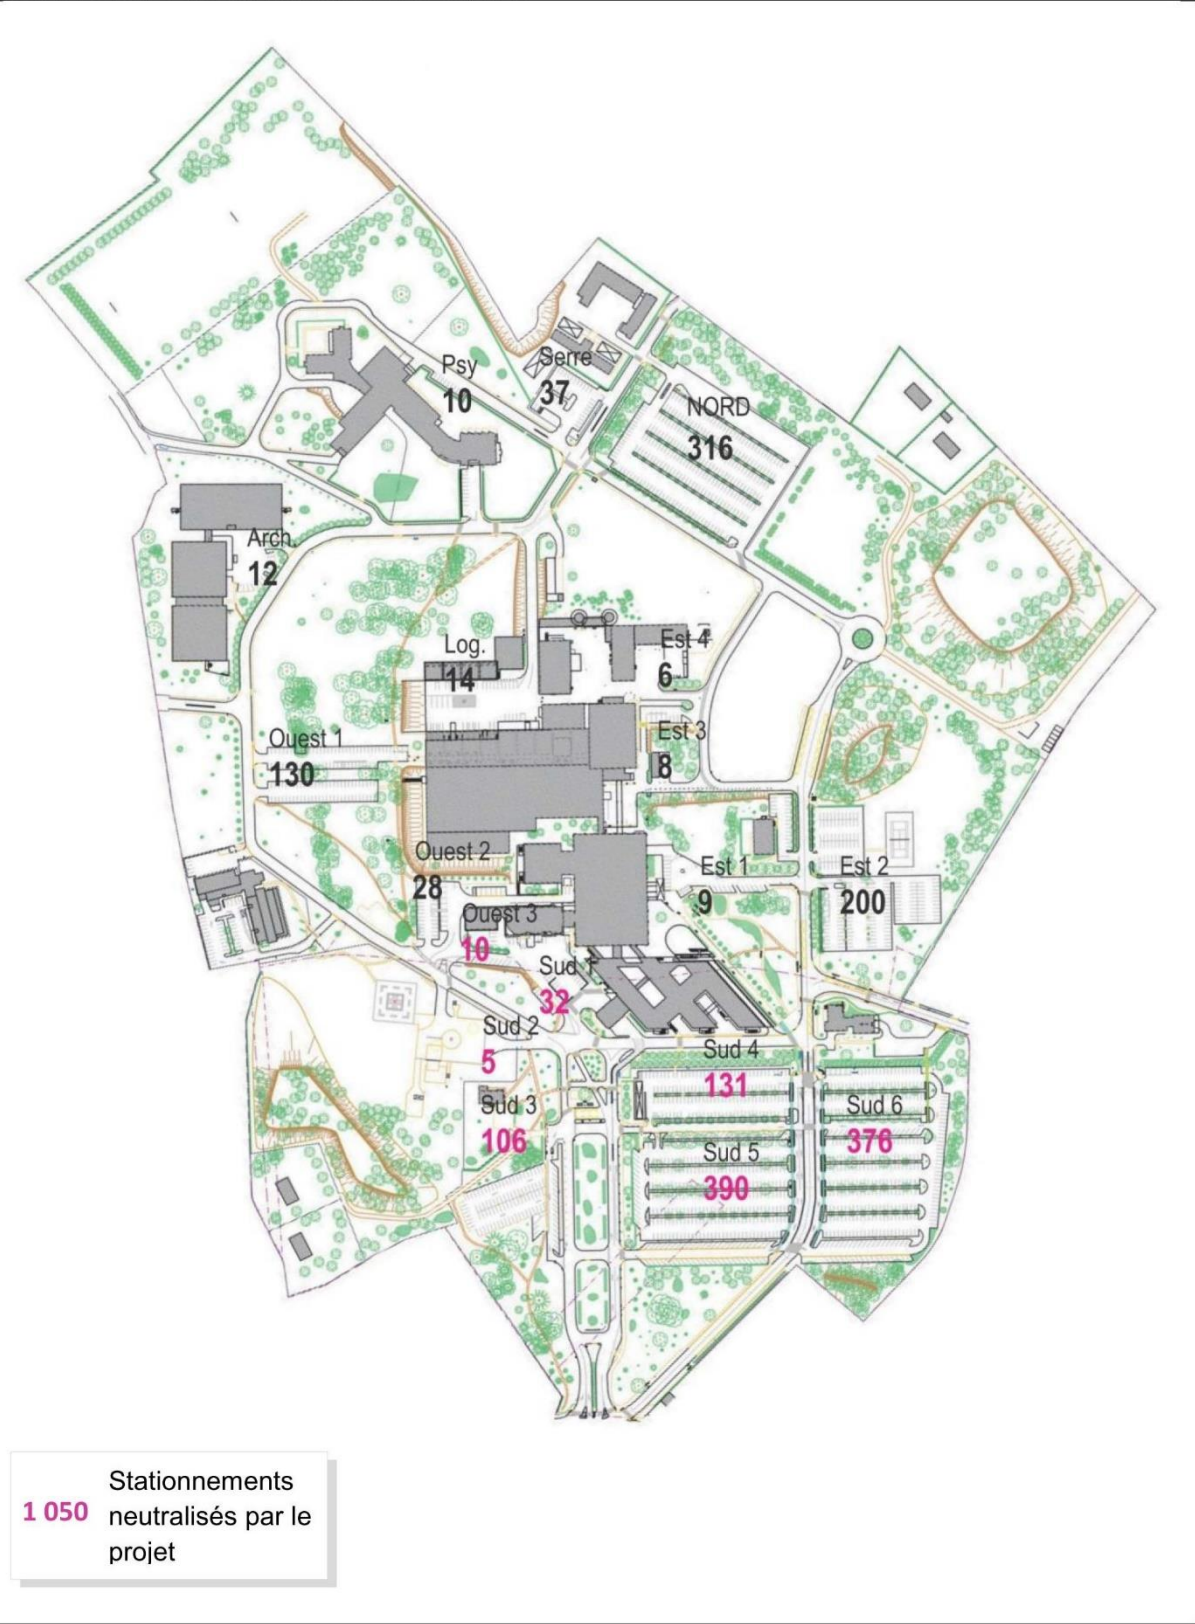 Serre
37
Psy
10
NORD
316
Arch.
12
Log.
14
Est 4
6
Ouest 1
130
Est 3
8
Ouest 2
28
Est 1
9
Est 2
200
Ouest 3
10
Sud 1
32
Sud 2
5
Sud 4
131
Sud 3
106
Sud 6
376
Sud 5
390
1 050
Stationnements
neutralisés par le
projet